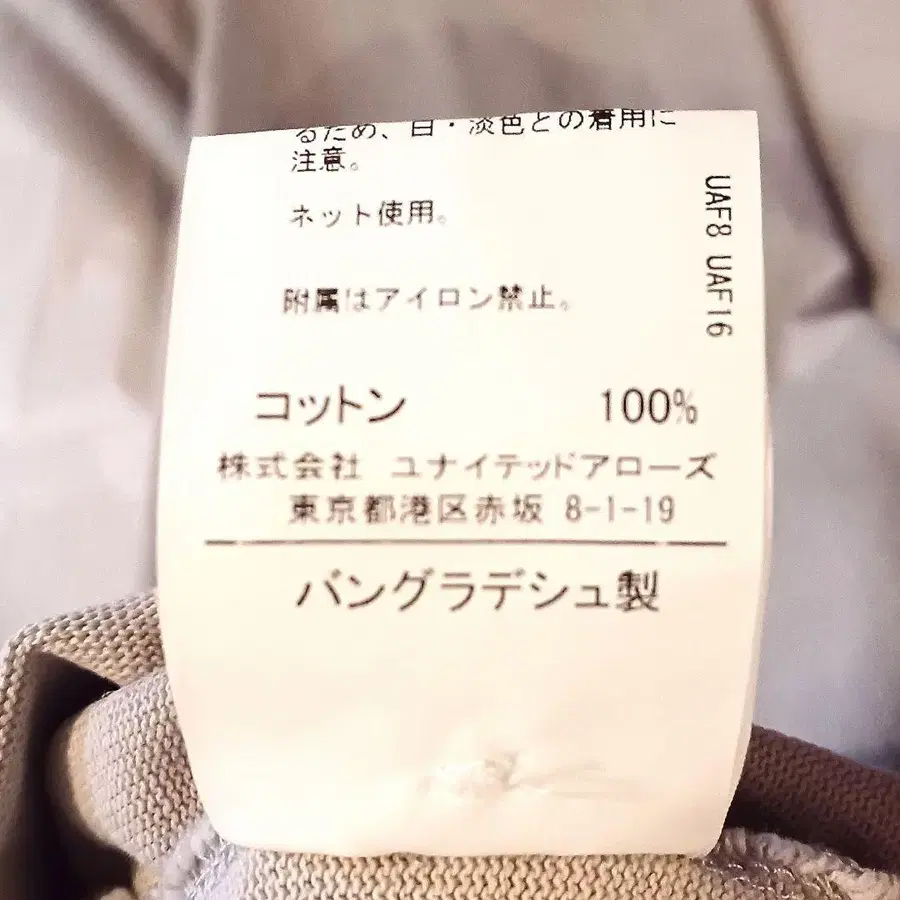 るため、白・淡色との着用に
注意。
ネット使用。
附属はアイロン禁止。
コットン 100%
株式会社 ユナイテッドアローズ
東京都港区赤坂 8-1-19
バングラデシュ製
UAF8 UAF16